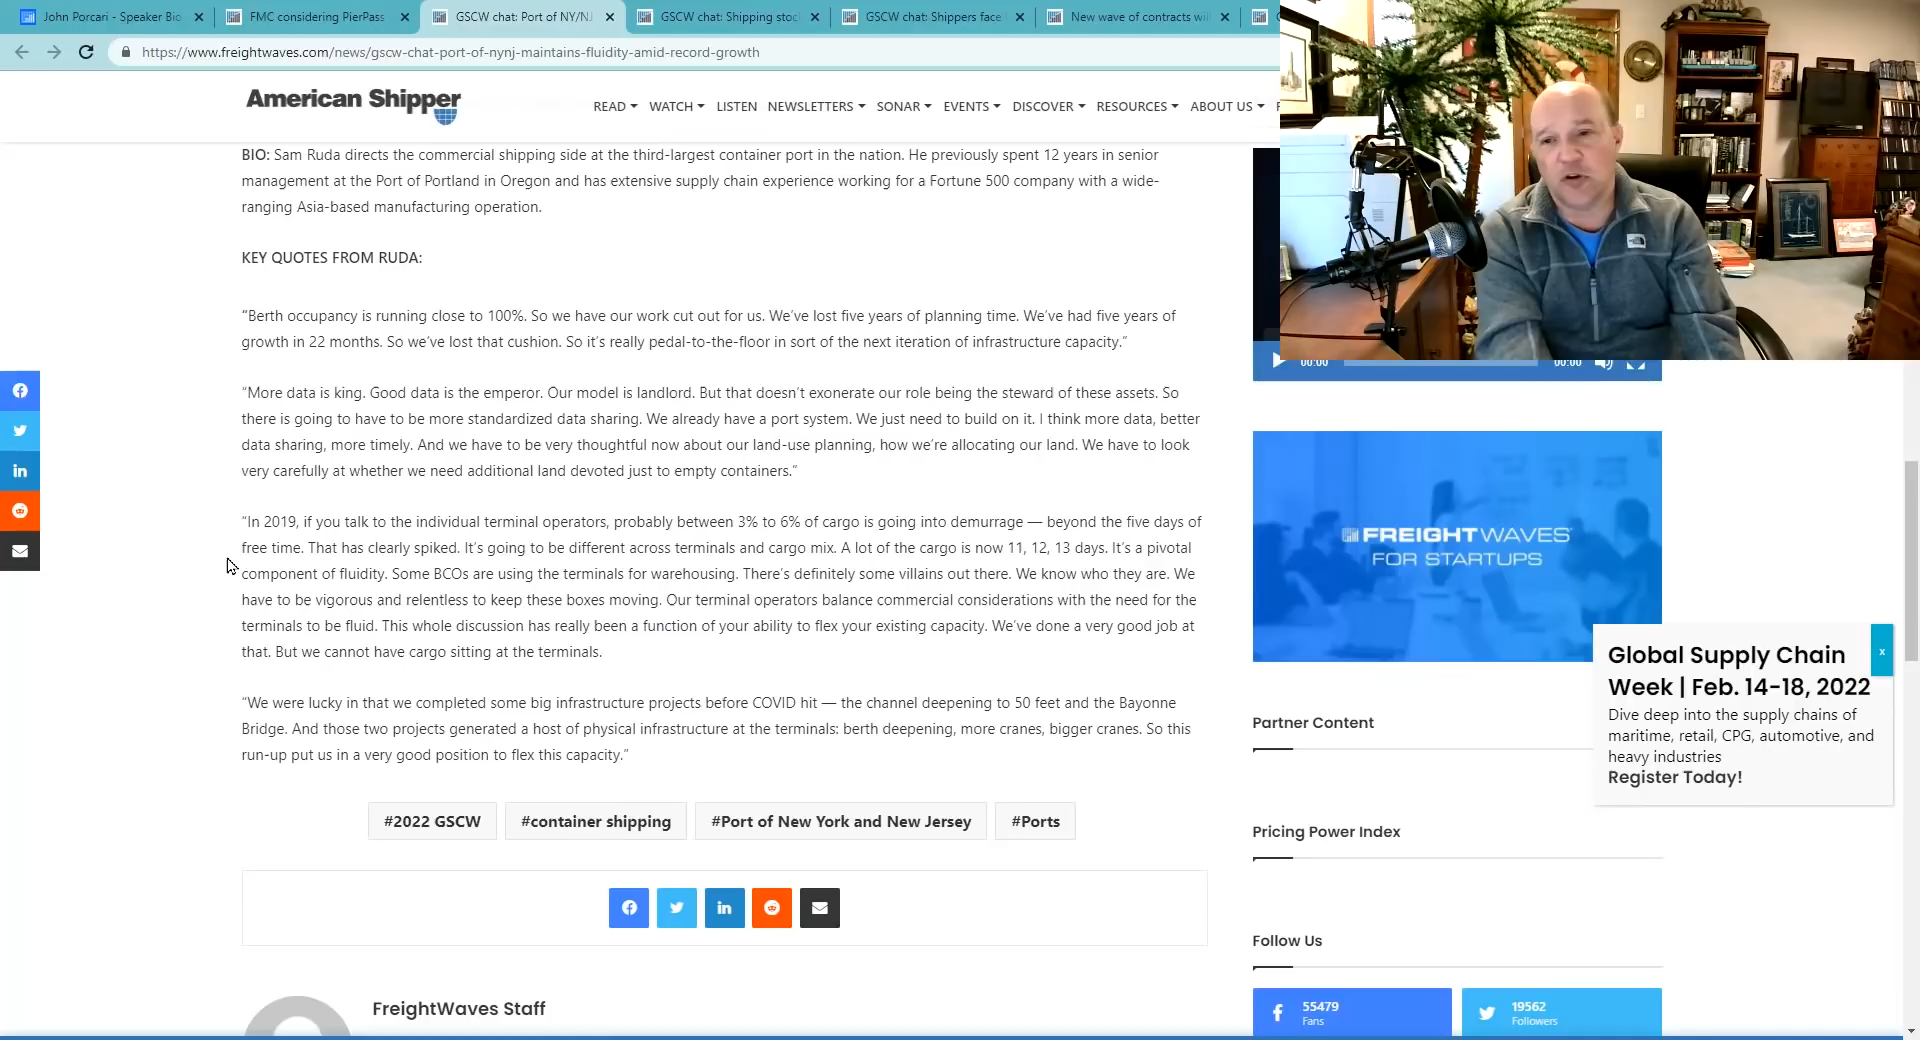 John Porcari - Speaker Bio
FMC considering PierPass
GSCW chat: Port of NY/NJ
GSCW chat: Shipping stoc
GSCW chat: Shippers face
New wave of contracts wi
https://www.freightwaves.com/news/gscw-chat-port-of-nynj-maintains-fluidity-amid-record-growth
American Shipper
READ WATCH LISTEN NEWSLETTERS SONAR EVENTS DISCOVER RESOURCES ABOUT US
BIO: Sam Ruda directs the commercial shipping side at the third-largest container port in the nation. He previously spent 12 years in senior
management at the Port of Portland in Oregon and has extensive supply chain experience working for a Fortune 500 company with a wide-
ranging Asia-based manufacturing operation.
KEY QUOTES FROM RUDA:
“Berth occupancy is running close to 100%. So we have our work cut out for us. We’ve lost five years of planning time. We’ve had five years of
growth in 22 months. So we’ve lost that cushion. So it’s really pedal-to-the-floor in sort of the next iteration of infrastructure capacity.”
“More data is king. Good data is the emperor. Our model is landlord. But that doesn’t exonerate our role being the steward of these assets. So
there is going to have to be more standardized data sharing. We already have a port system. We just need to build on it. I think more data, better
data sharing, more timely. And we have to be very thoughtful now about our land-use planning, how we’re allocating our land. We have to look
very carefully at whether we need additional land devoted just to empty containers.”
“In 2019, if you talk to the individual terminal operators, probably between 3% to 6% of cargo is going into demurrage — beyond the five days of
free time. That has clearly spiked. It’s going to be different across terminals and cargo mix. A lot of the cargo is now 11, 12, 13 days. It’s a pivotal
component of fluidity. Some BCOs are using the terminals for warehousing. There’s definitely some villains out there. We know who they are. We
have to be vigorous and relentless to keep these boxes moving. Our terminal operators balance commercial considerations with the need for the
terminals to be fluid. This whole discussion has really been a function of your ability to flex your existing capacity. We’ve done a very good job at
that. But we cannot have cargo sitting at the terminals.
“We were lucky in that we completed some big infrastructure projects before COVID hit — the channel deepening to 50 feet and the Bayonne
Bridge. And those two projects generated a host of physical infrastructure at the terminals: berth deepening, more cranes, bigger cranes. So this
run-up put us in a very good position to flex this capacity.”
#2022 GSCW
#container shipping
#Port of New York and New Jersey
#Ports
FreightWaves Staff
00:00
00:00
FREIGHTWAVES
FOR STARTUPS
Global Supply Chain
Week | Feb. 14-18, 2022
x
Dive deep into the supply chains of
maritime, retail, CPG, automotive, and
heavy industries
Register Today!
Partner Content
Pricing Power Index
Follow Us
55479
Fans
19562
Followers